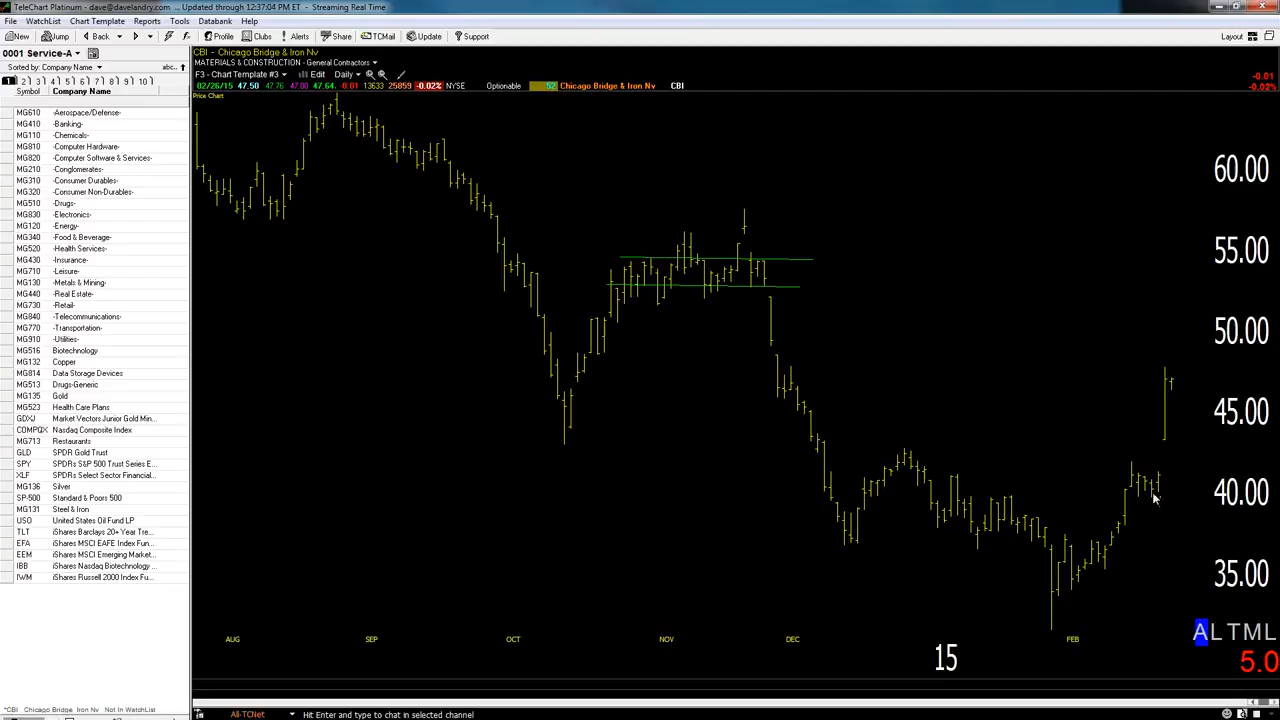 TeleChart Platinum - dave@davelandry.com ... Updated through 12:37:04 PM ET - Streaming Real Time
File WatchList Chart Template Reports Tools Databank Help
New Jump Back f Profile Clubs Alerts Share TCMail Update Support Layout
0001 Service-A
Sorted by: Company Name abc..
1 2 3 4 5 6 7 8 9 10
Symbol Company Name
MG610 -Aerospace/Defense-
MG410 -Banking-
MG110 -Chemicals-
MG810 -Computer Hardware-
MG820 -Computer Software & Services-
MG210 -Conglomerates-
MG310 -Consumer Durables-
MG320 -Consumer Non-Durables-
MG510 -Drugs-
MG830 -Electronics-
MG120 -Energy-
MG340 -Food & Beverage-
MG520 -Health Services-
MG430 -Insurance-
MG710 -Leisure-
MG130 -Metals & Mining-
MG440 -Real Estate-
MG730 -Retail-
MG840 -Telecommunications-
MG770 -Transportation-
MG910 -Utilities-
MG516 Biotechnology
MG132 Copper
MG814 Data Storage Devices
MG513 Drugs-Generic
MG135 Gold
MG523 Health Care Plans
GDXJ Market Vectors Junior Gold Min...
COMPQX Nasdaq Composite Index
MG713 Restaurants
GLD SPDR Gold Trust
SPY SPDRs S&P 500 Trust Series E...
XLF SPDRs Select Sector Financial...
MG136 Silver
SP-500 Standard & Poors 500
MG131 Steel & Iron
USO United States Oil Fund LP
TLT iShares Barclays 20+ Year Tre...
EFA iShares MSCI EAFE Index Fun...
EEM iShares MSCI Emerging Market...
IBB iShares Nasdaq Biotechnology ...
IWM iShares Russell 2000 Index Fu...
*CBI Chicago Bridge Iron Nv Not In WatchList
CBI - Chicago Bridge & Iron Nv
MATERIALS & CONSTRUCTION - General Contractors
F3 - Chart Template #3 Edit Daily
02/26/15 47.50 47.76 47.00 47.64 -0.01 13633 25859 -0.02% NYSE Optionable 52 Chicago Bridge & Iron Nv CBI
-0.01
-0.02%
Price Chart
60.00
55.00
50.00
45.00
40.00
35.00
ALTML
5.0
AUG SEP OCT NOV DEC 15 FEB
All-TCNet Hit Enter and type to chat in selected channel